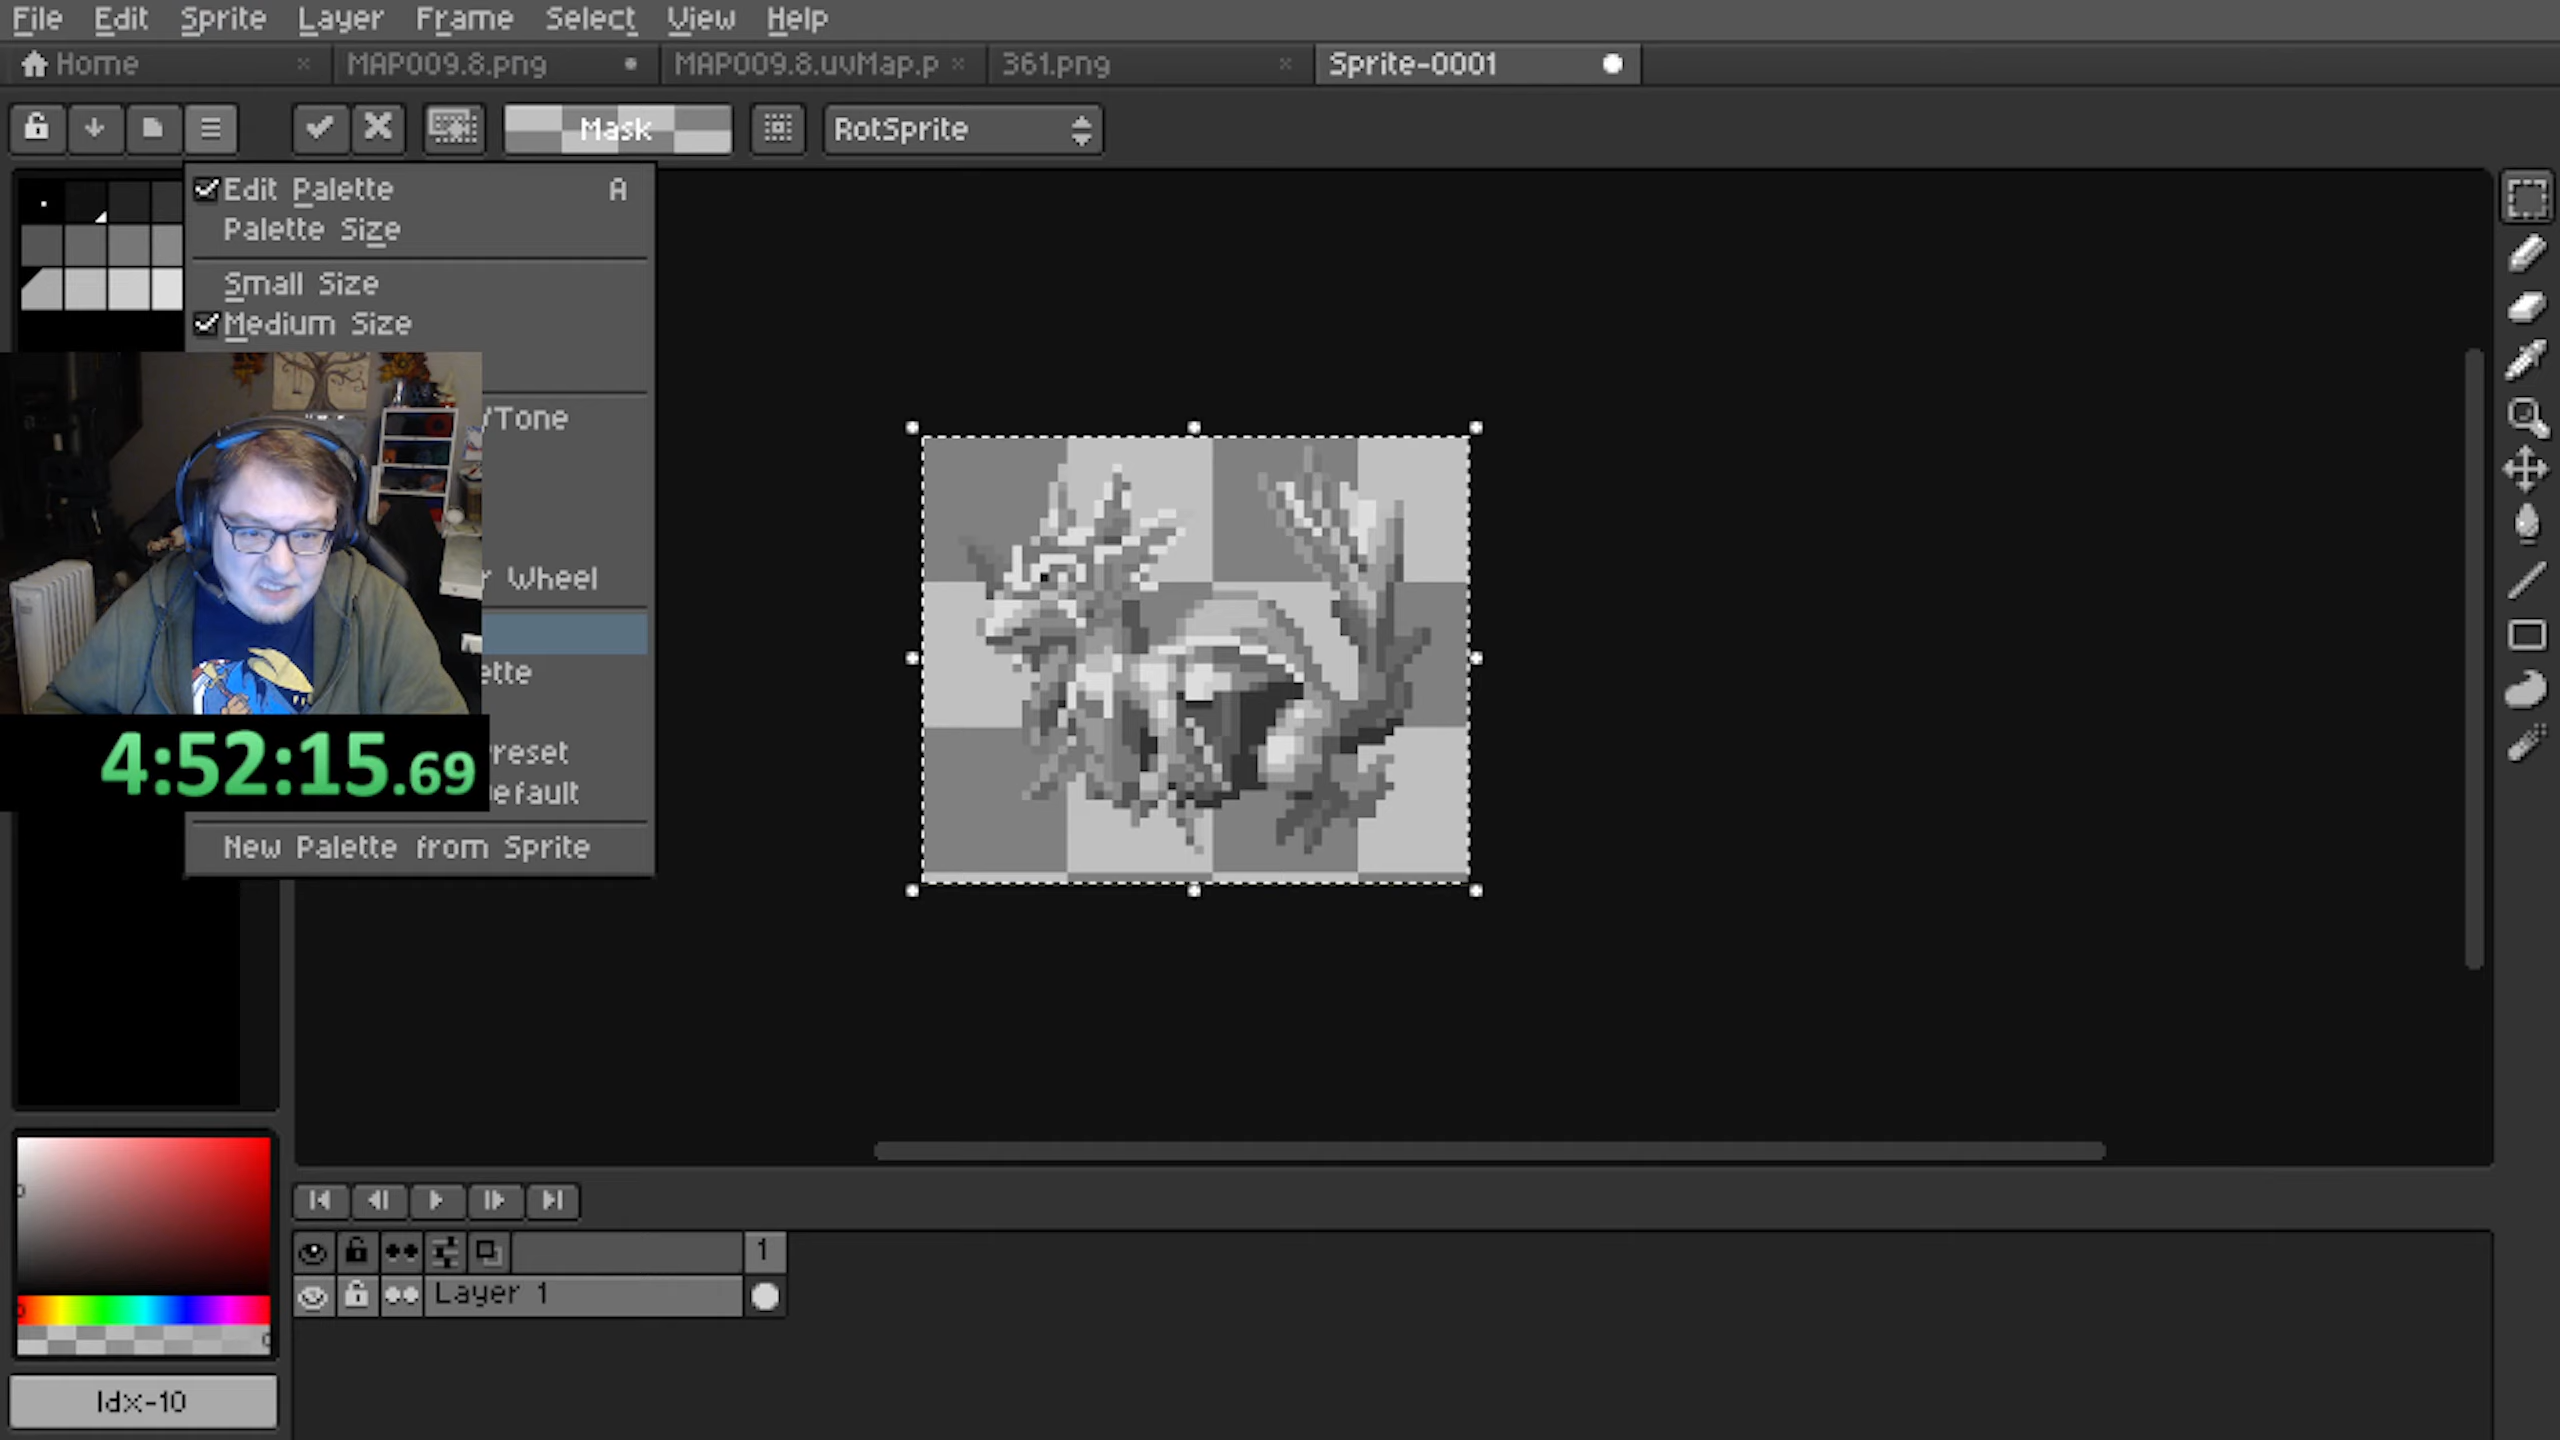 File Edit Sprite Layer Frame Select View Help
Home MAP009.8.png MAP009.8.uvMap.p 361.png Sprite-0001
Mask RotSprite
Edit Palette A
Palette Size
Small Size
Medium Size
/Tone
r Wheel
ette
Preset
Default
New Palette from Sprite
4:52:15.69
1
Layer 1
Idx-10